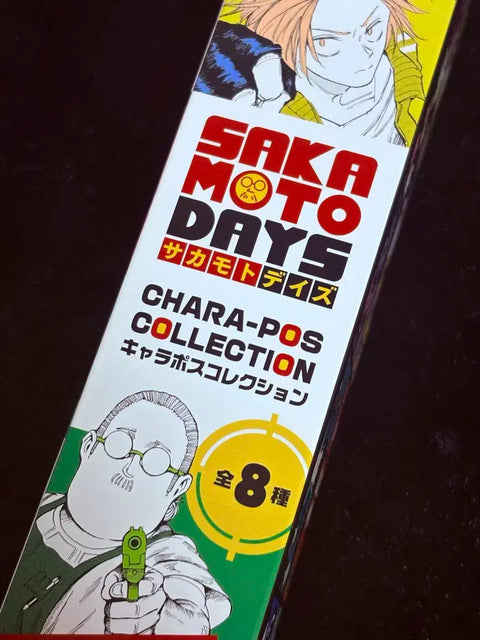 SAKA
MOTO
DAYS
サカモトデイズ
CHARA-POS
COLLECTION
キャラポスコレクション
全8種